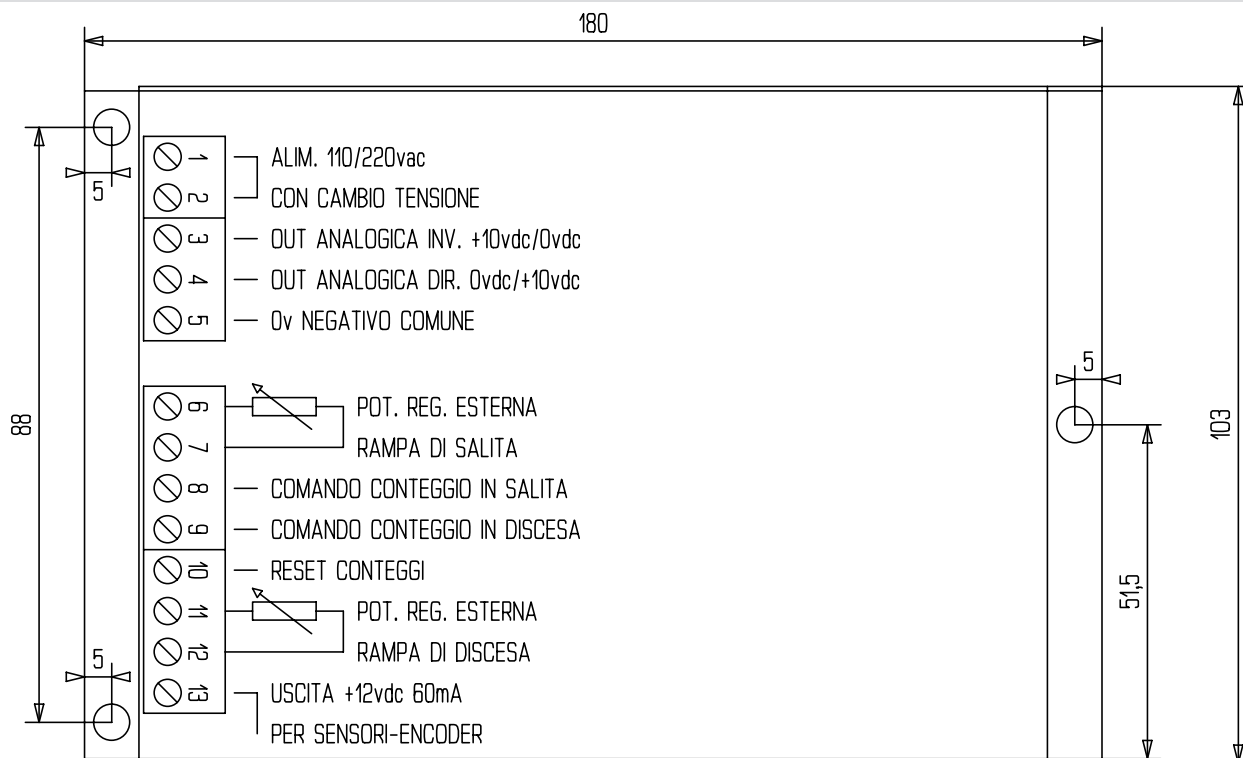 180
5
1 ALIM. 110/220vac
2 CON CAMBIO TENSIONE
3 OUT ANALOGICA INV. +10vdc/0vdc
4 OUT ANALOGICA DIR. 0vdc/+10vdc
5 0v NEGATIVO COMUNE
5
88
103
6 POT. REG. ESTERNA
7 RAMPA DI SALITA
8 COMANDO CONTEGGIO IN SALITA
9 COMANDO CONTEGGIO IN DISCESA
10 RESET CONTEGGI
51,5
11 POT. REG. ESTERNA
12 RAMPA DI DISCESA
5
13 USCITA +12vdc 60mA
PER SENSORI-ENCODER